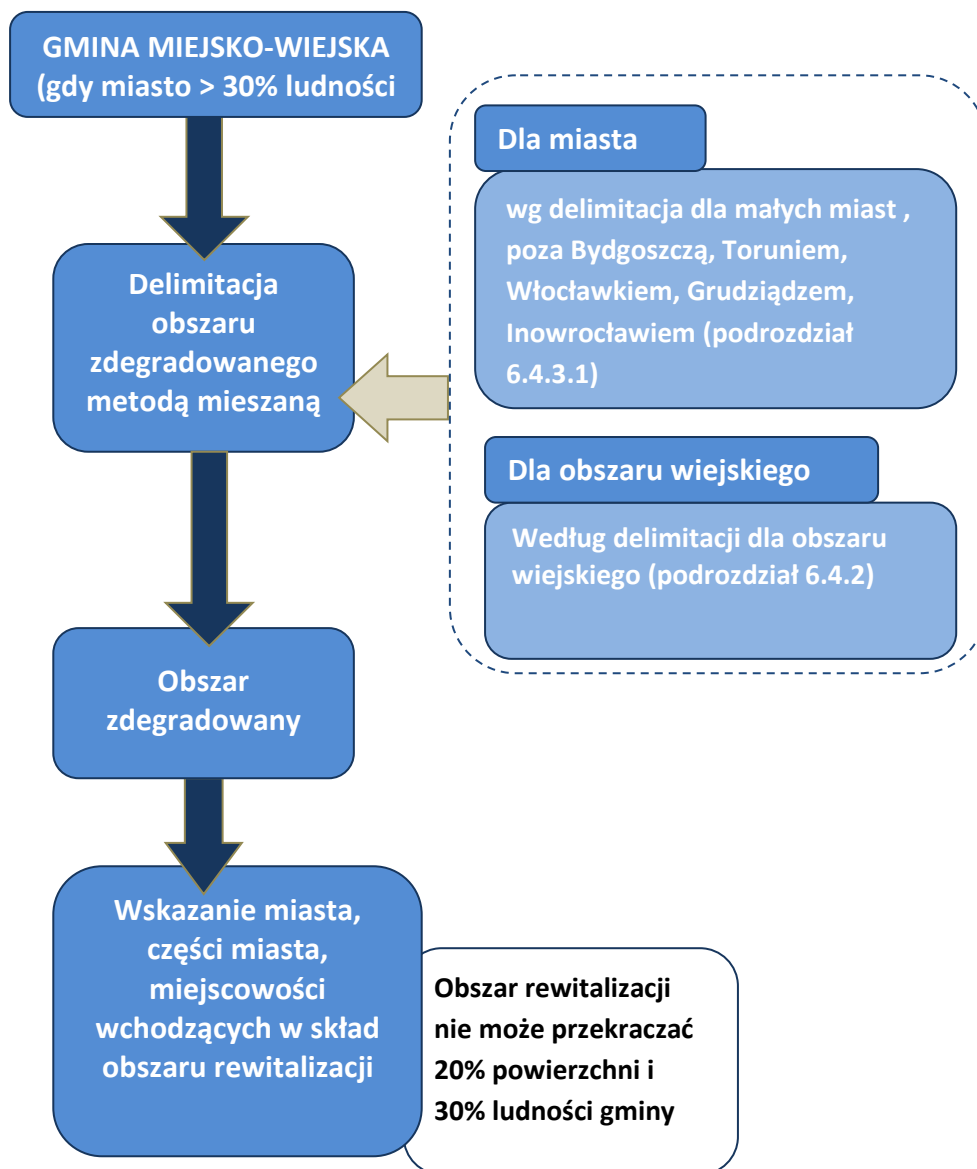 GMINA MIEJSKO-WIEJSKA
(gdy miasto > 30% ludności
Dla miasta
wg delimitacja dla małych miast ,
poza Bydgoszczą, Toruniem,
Włocławkiem, Grudziądzem,
Inowrocławiem (podrozdział
6.4.3.1)
Delimitacja
obszaru
zdegradowanego
metodą mieszaną
Dla obszaru wiejskiego
Według delimitacji dla obszaru
wiejskiego (podrozdział 6.4.2)
Obszar
zdegradowany
Wskazanie miasta,
części miasta,
miejscowości
wchodzących w skład
obszaru rewitalizacji
Obszar rewitalizacji
nie może przekraczać
20% powierzchni i
30% ludności gminy